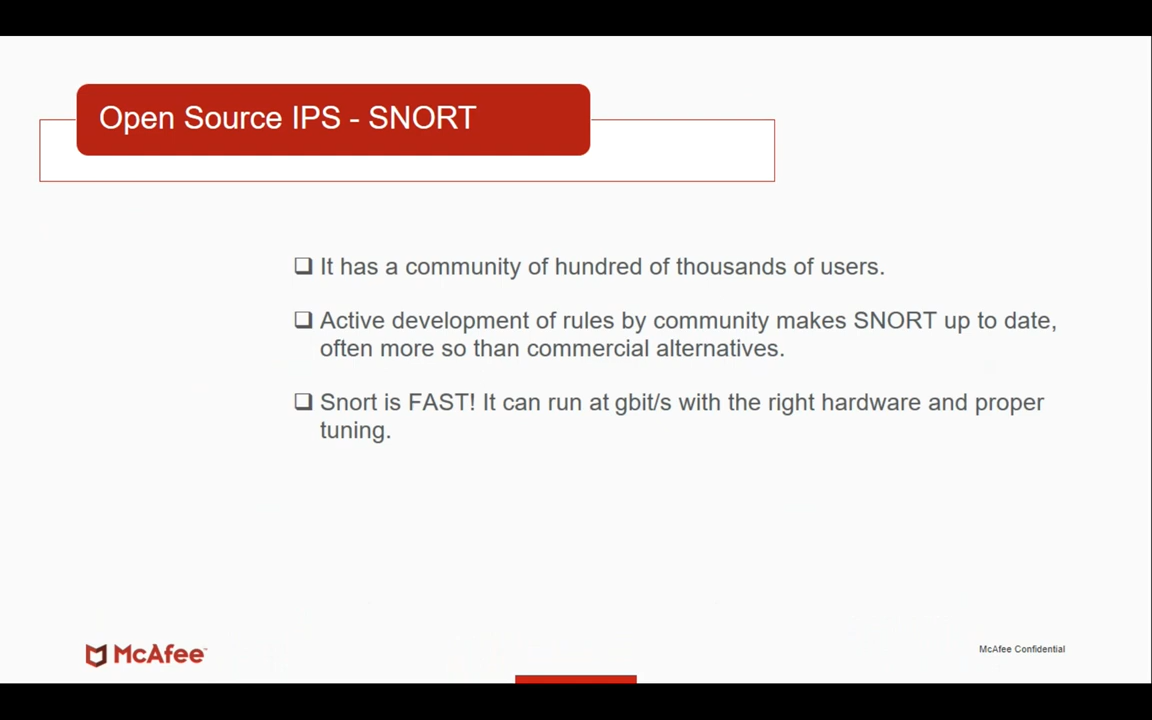 Open Source IPS - SNORT
It has a community of hundred of thousands of users.
Active development of rules by community makes SNORT up to date,
often more so than commercial alternatives.
Snort is FAST! It can run at gbit/s with the right hardware and proper
tuning.
McAfee™
McAfee Confidential